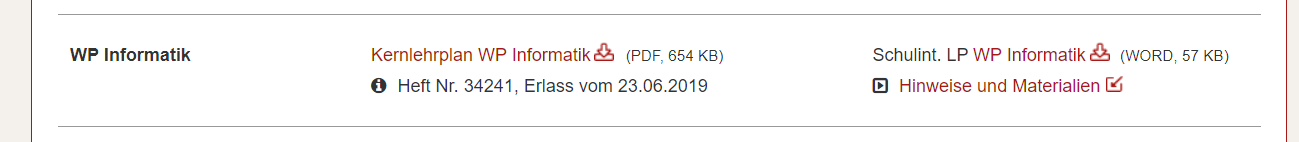 WP Informatik Kernlehrplan WP Informatik (PDF, 654 KB) Schulint. LP WP Informatik (WORD, 57 KB)
Heft Nr. 34241, Erlass vom 23.06.2019 Hinweise und Materialien